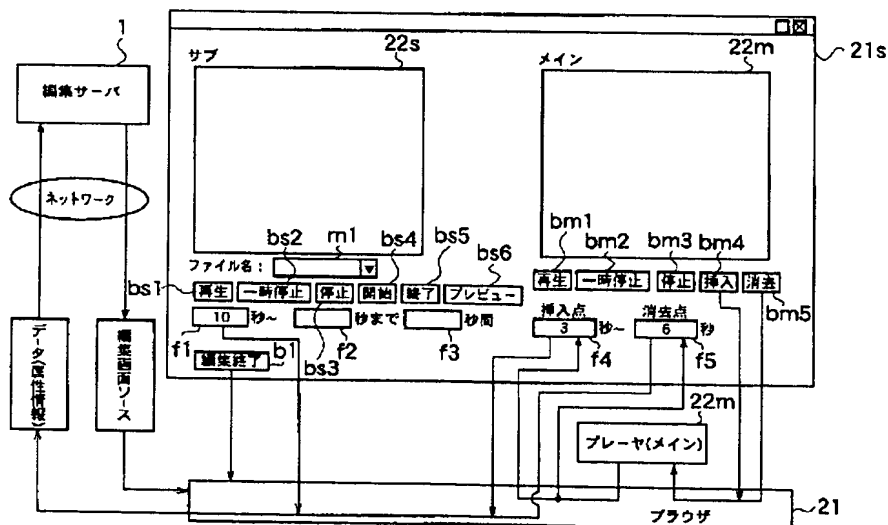 1
編集サーバ
ネットワーク
データ(属性情報)
編集画面ソース
サブ
22s
メイン
22m
21s
ファイル名：
m1
bs1
bs2
bs3
bs4
bs5
bs6
再生
一時停止
停止
開始
終了
プレビュー
10
秒～
秒まで
秒間
f1
f2
f3
編集終了
b1
bm1
bm2
bm3
bm4
bm5
再生
一時停止
停止
挿入
消去
挿入点
消去点
3
秒～
6
秒
f4
f5
22m
プレーヤ(メイン)
ブラウザ
21